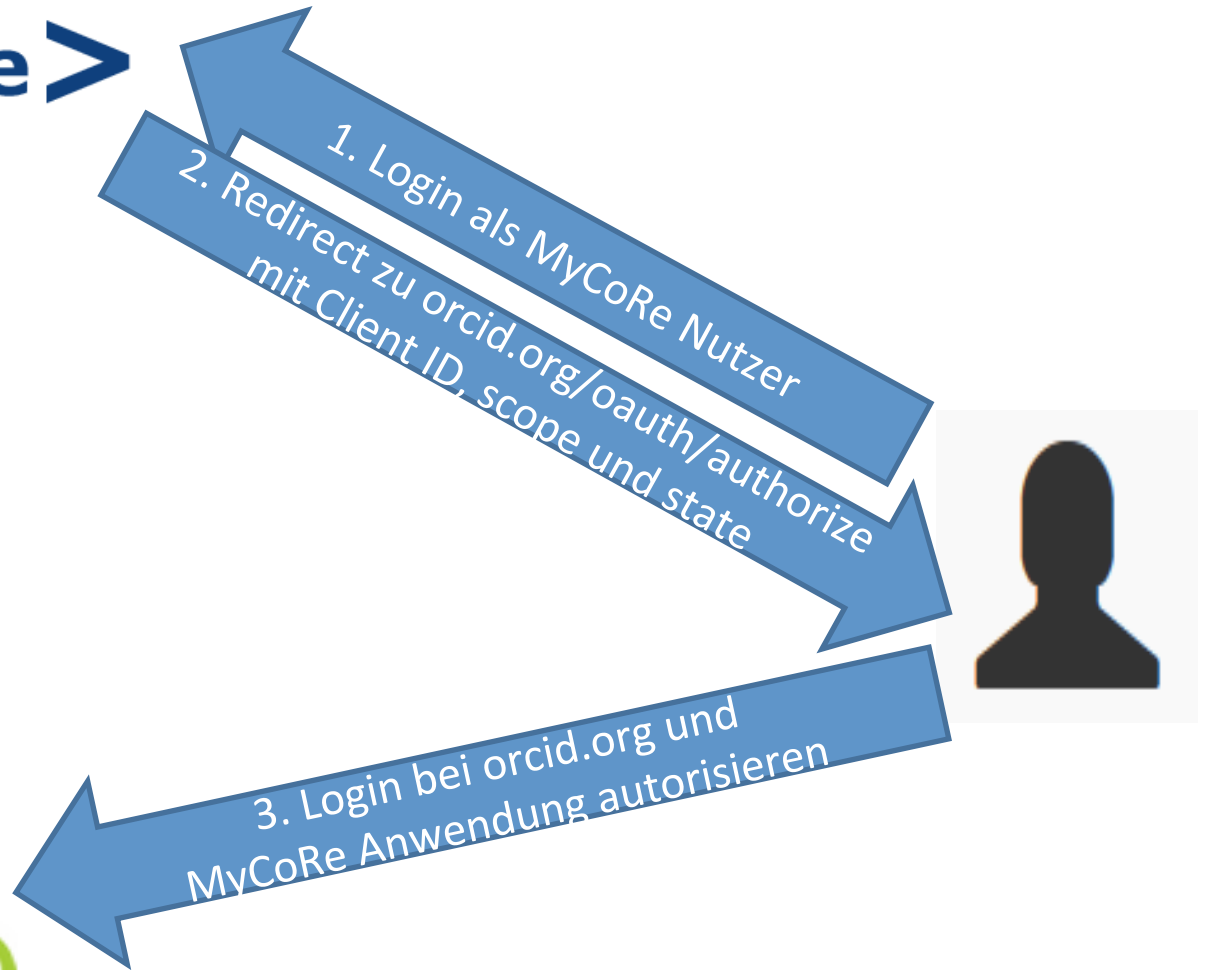 e>
1. Login als MyCoRe Nutzer
2. Redirect zu orcid.org/oauth/authorize
mit Client ID, scope und state
3. Login bei orcid.org und
MyCoRe Anwendung autorisieren